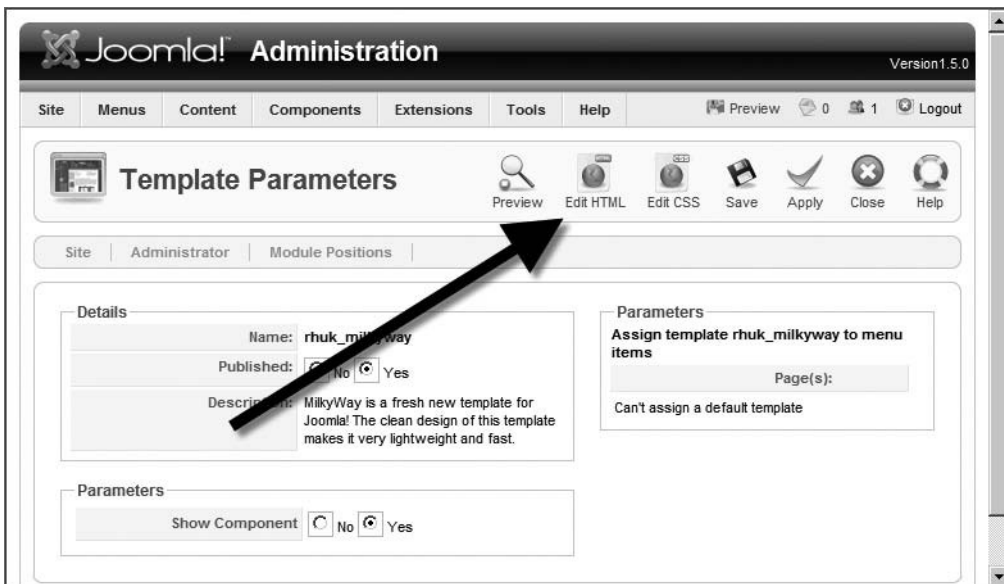 Joomla! Administration
Version1.5.0
Site Menus Content Components Extensions Tools Help Preview 0 1 Logout
Template Parameters
Preview Edit HTML Edit CSS Save Apply Close Help
Site Administrator Module Positions
Details
Name: rhuk_milkyway
Published: No Yes
Description: MilkyWay is a fresh new template for
Joomla! The clean design of this template
makes it very lightweight and fast.
Parameters
Show Component No Yes
Parameters
Assign template rhuk_milkyway to menu
items
Page(s):
Can't assign a default template